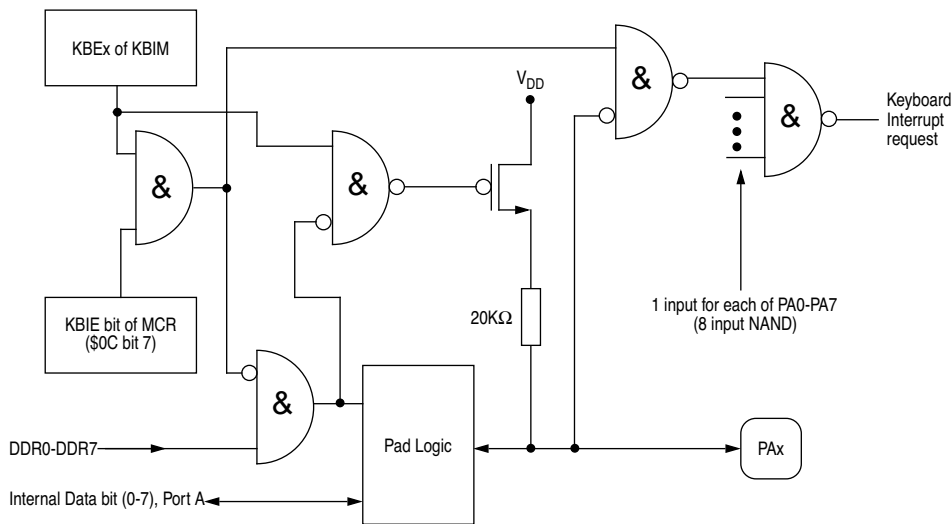 KBEx of KBIM
VDD
&
&
&
&
&
Keyboard
Interrupt
request
KBIE bit of MCR
($0C bit 7)
20KΩ
1 input for each of PA0-PA7
(8 input NAND)
&
DDR0-DDR7
Pad Logic
PAx
Internal Data bit (0-7), Port A